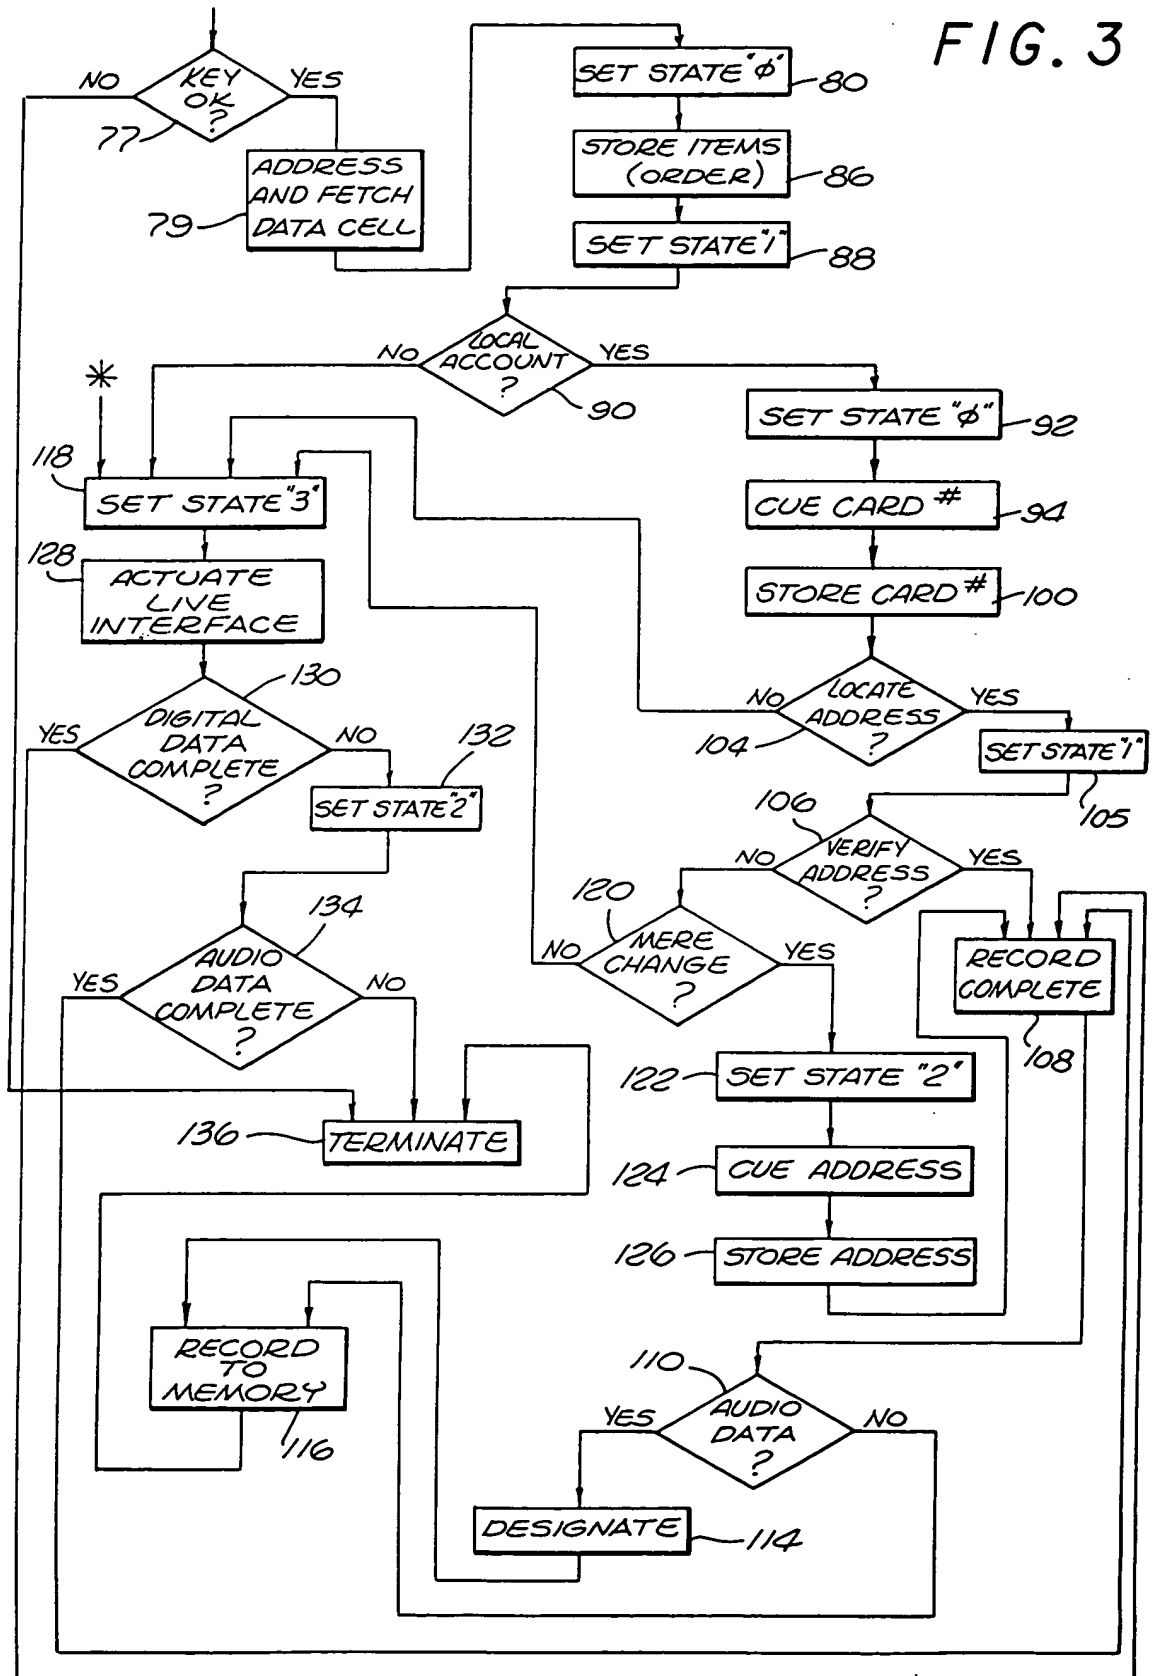 FIG. 3
NO
KEY
OK
?
YES
77
ADDRESS
AND FETCH
DATA CELL
79
SET STATE "ϕ"
80
STORE ITEMS
(ORDER)
86
SET STATE "1"
88
NO
LOCAL
ACCOUNT
?
YES
90
*
SET STATE "ϕ"
92
CUE CARD #
94
STORE CARD #
100
118
SET STATE "3"
128
ACTUATE
LIVE
INTERFACE
130
YES
DIGITAL
DATA
COMPLETE
?
NO
132
SET STATE "2"
NO
LOCATE
ADDRESS
?
YES
104
SET STATE "1"
105
106
NO
VERIFY
ADDRESS
?
YES
120
NO
MERE
CHANGE
?
YES
RECORD
COMPLETE
108
134
YES
AUDIO
DATA
COMPLETE
?
NO
136
TERMINATE
122
SET STATE "2"
124
CUE ADDRESS
126
STORE ADDRESS
RECORD
TO
MEMORY
116
110
YES
AUDIO
DATA
?
NO
DESIGNATE
114